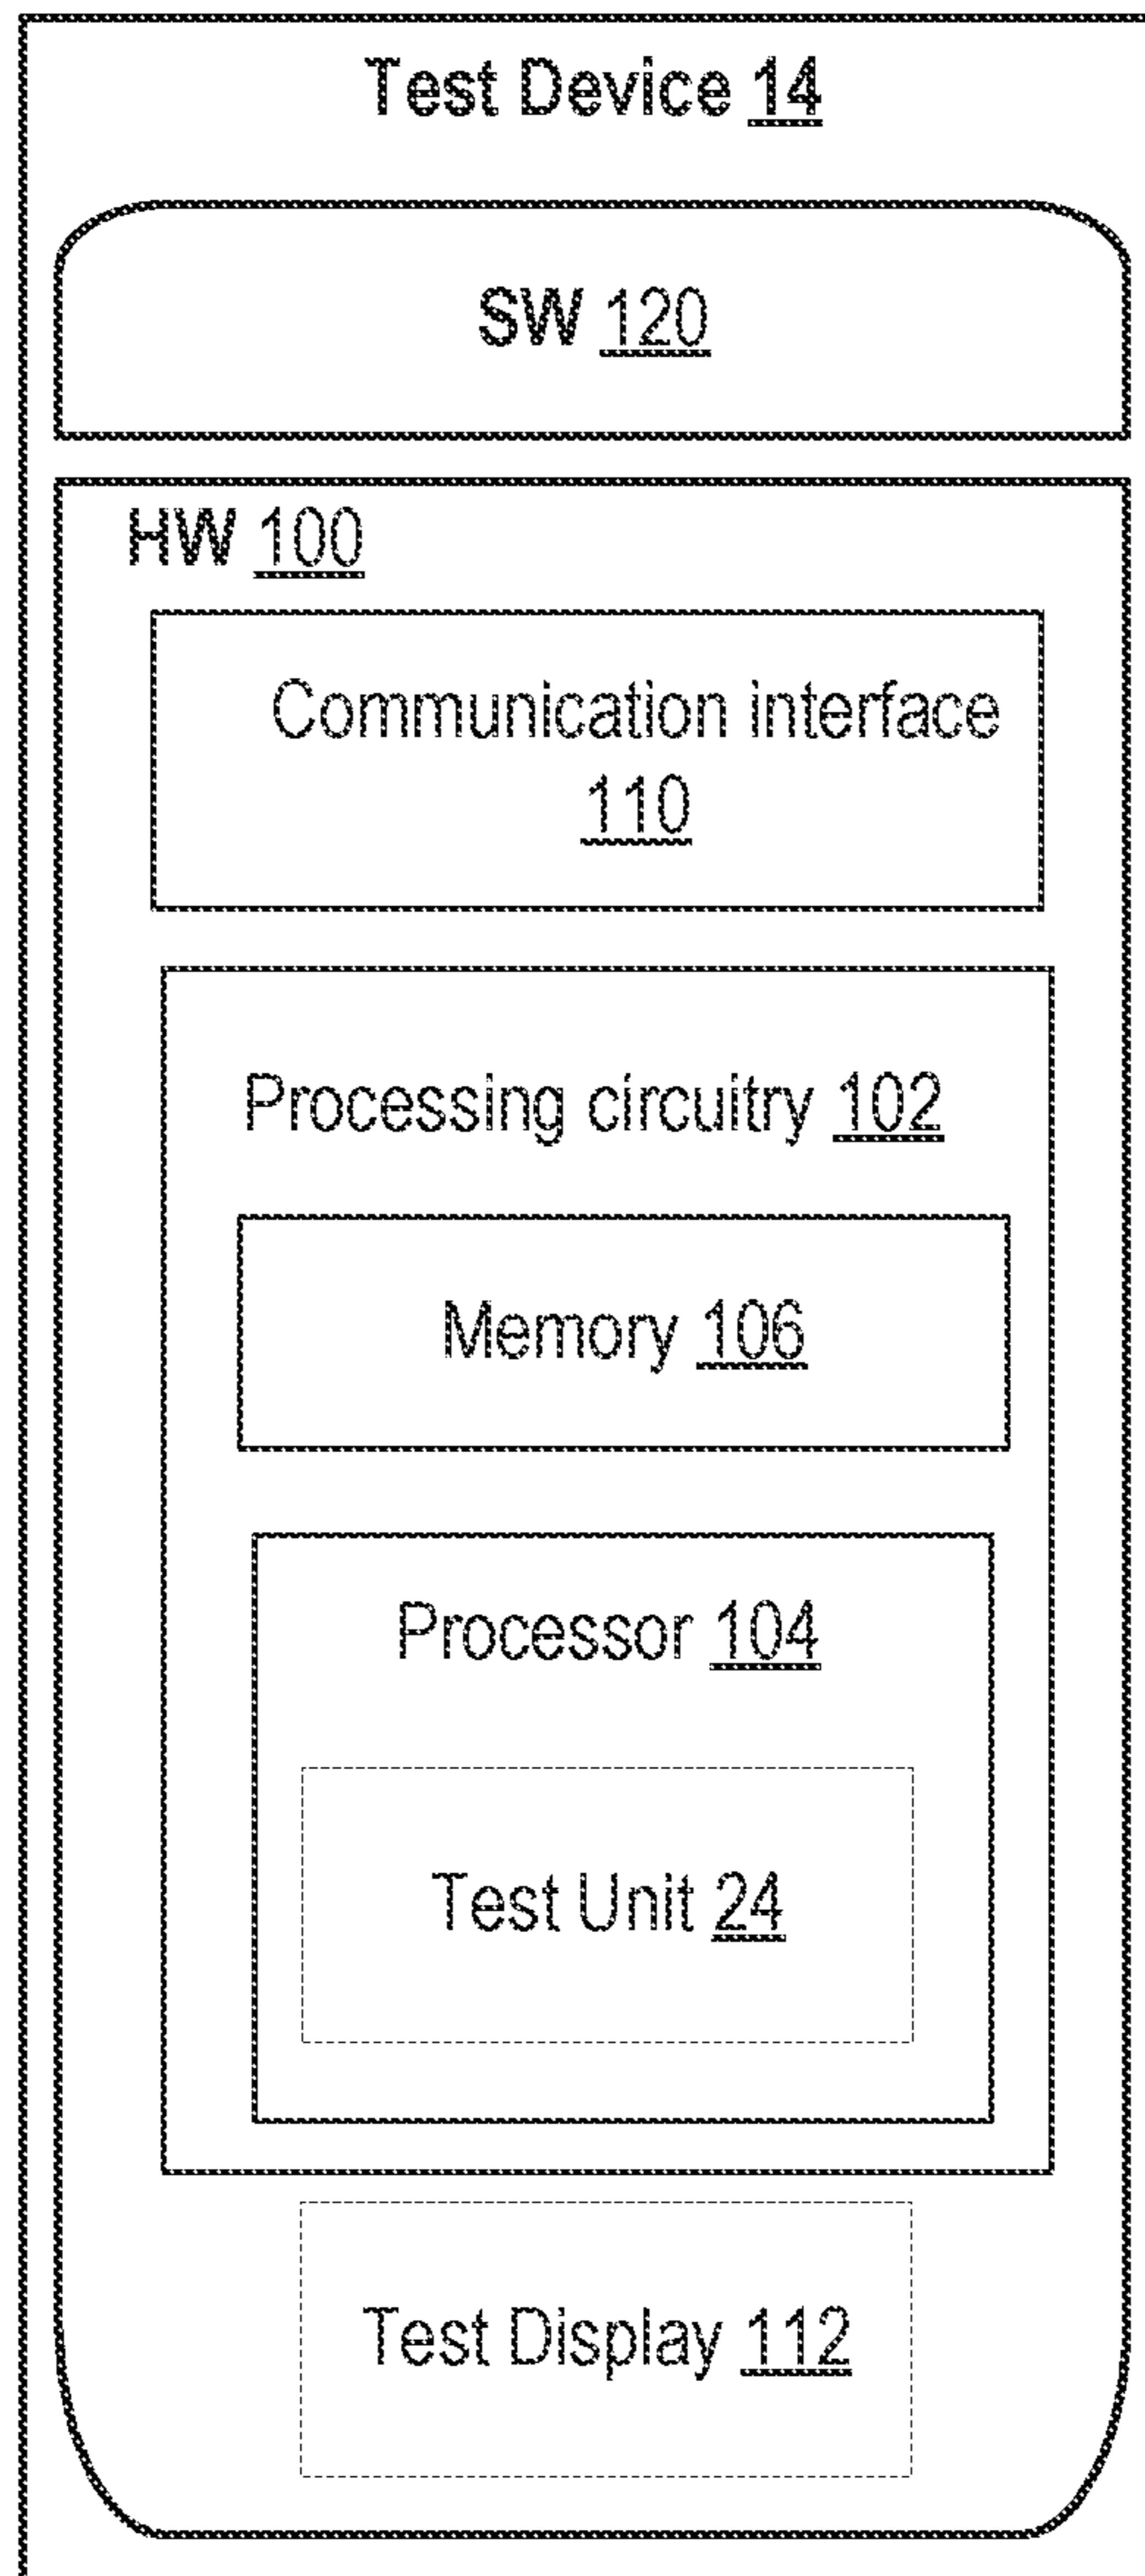 Test Device 14
SW 120
HW 100
Communication interface
110
Processing circuitry 102
Memory 106
Processor 104
Test Unit 24
Test Display 112